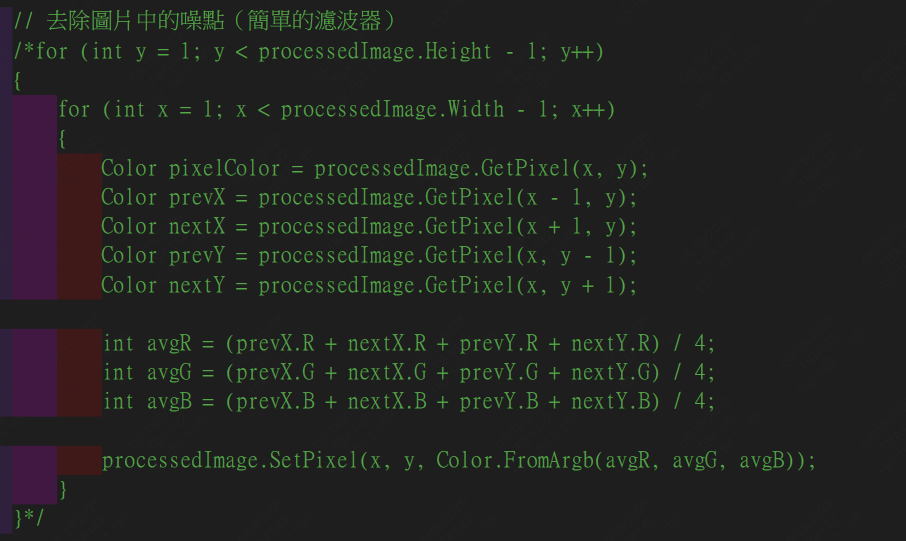 // 去除圖片中的噪點（簡單的濾波器）
/*for (int y = 1; y < processedImage.Height - 1; y++)
{
for (int x = 1; x < processedImage.Width - 1; x++)
{
Color pixelColor = processedImage.GetPixel(x, y);
Color prevX = processedImage.GetPixel(x - 1, y);
Color nextX = processedImage.GetPixel(x + 1, y);
Color prevY = processedImage.GetPixel(x, y - 1);
Color nextY = processedImage.GetPixel(x, y + 1);
int avgR = (prevX.R + nextX.R + prevY.R + nextY.R) / 4;
int avgG = (prevX.G + nextX.G + prevY.G + nextY.G) / 4;
int avgB = (prevX.B + nextX.B + prevY.B + nextY.B) / 4;
processedImage.SetPixel(x, y, Color.FromArgb(avgR, avgG, avgB));
}
}*/